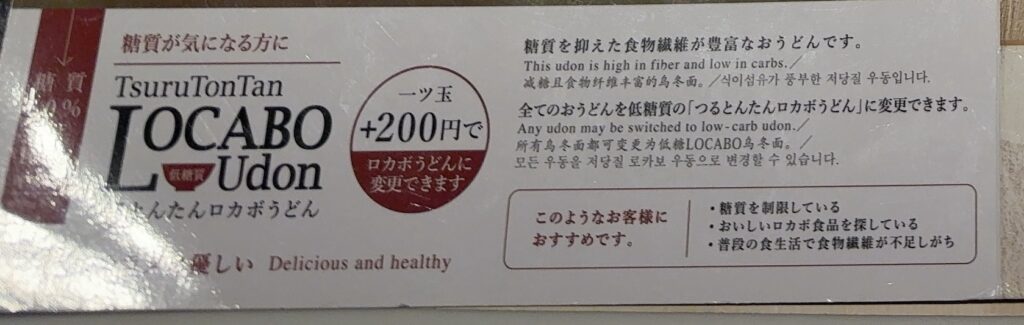 糖質
0%
糖質が気になる方に
TsuruTonTan
LOCABO
低糖質
Udon
とんたんロカボうどん
優しい Delicious and healthy
一ツ玉
+200円で
ロカボうどんに
変更できます
糖質を抑えた食物繊維が豊富なおうどんです。
This udon is high in fiber and low in carbs.／
减糖且食物纤维丰富的乌冬面。／식이섬유가 풍부한 저당질 우동입니다.
全てのおうどんを低糖質の「つるとんたんロカボうどん」に変更できます。
Any udon may be switched to low-carb udon.／
所有乌冬面都可变更为低糖LOCABO乌冬面。／
모든 우동을 저당질 로카보 우동으로 변경할 수 있습니다.
このようなお客様に
おすすめです。
・糖質を制限している
・おいしいロカボ食品を探している
・普段の食生活で食物繊維が不足しがち